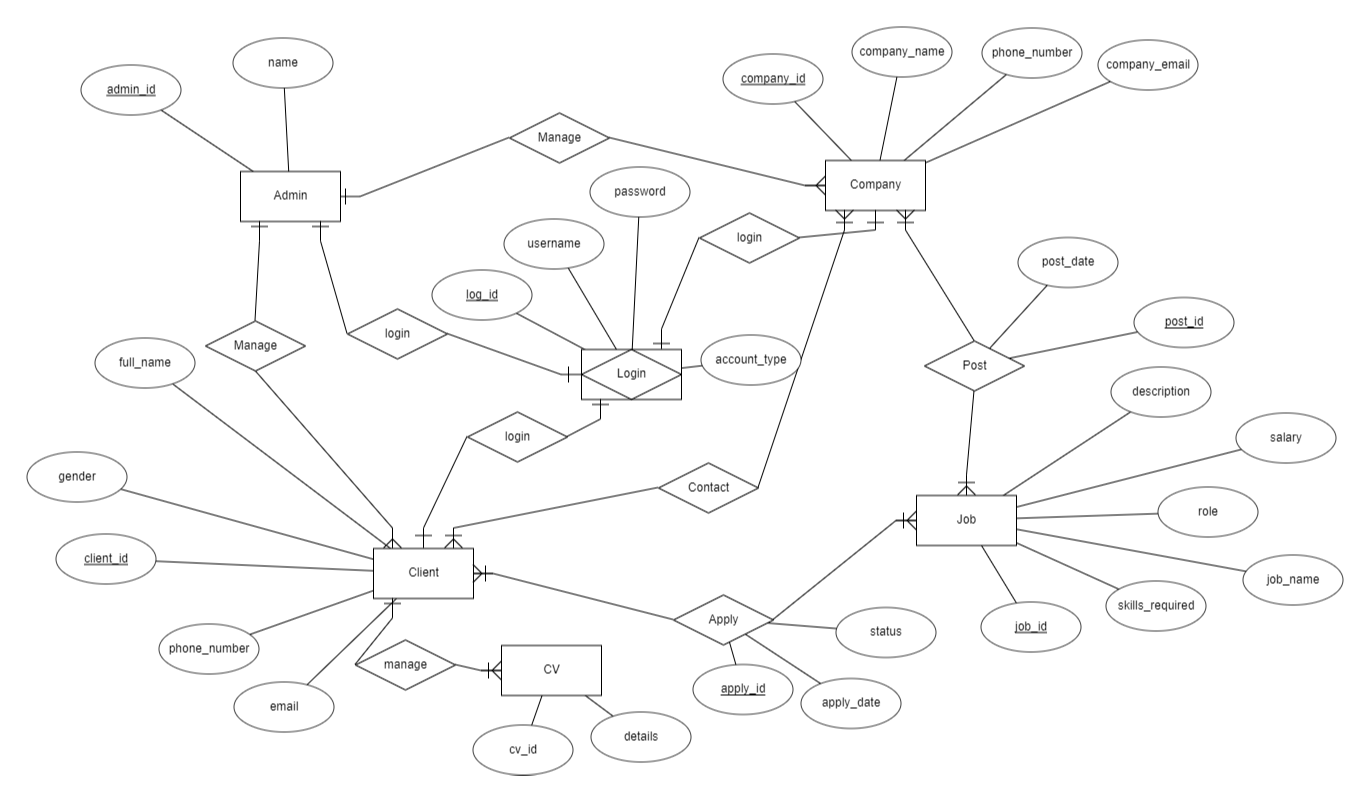 company_name
phone_number
name
company_email
company_id
admin_id
Manage
Company
password
Admin
login
username
post_date
log_id
post_id
login
Manage
account_type
full_name
Post
Login
description
login
salary
gender
Contact
role
Job
client_id
Client
job_name
skills_required
Apply
job_id
status
phone_number
manage
CV
apply_id
apply_date
email
details
cv_id